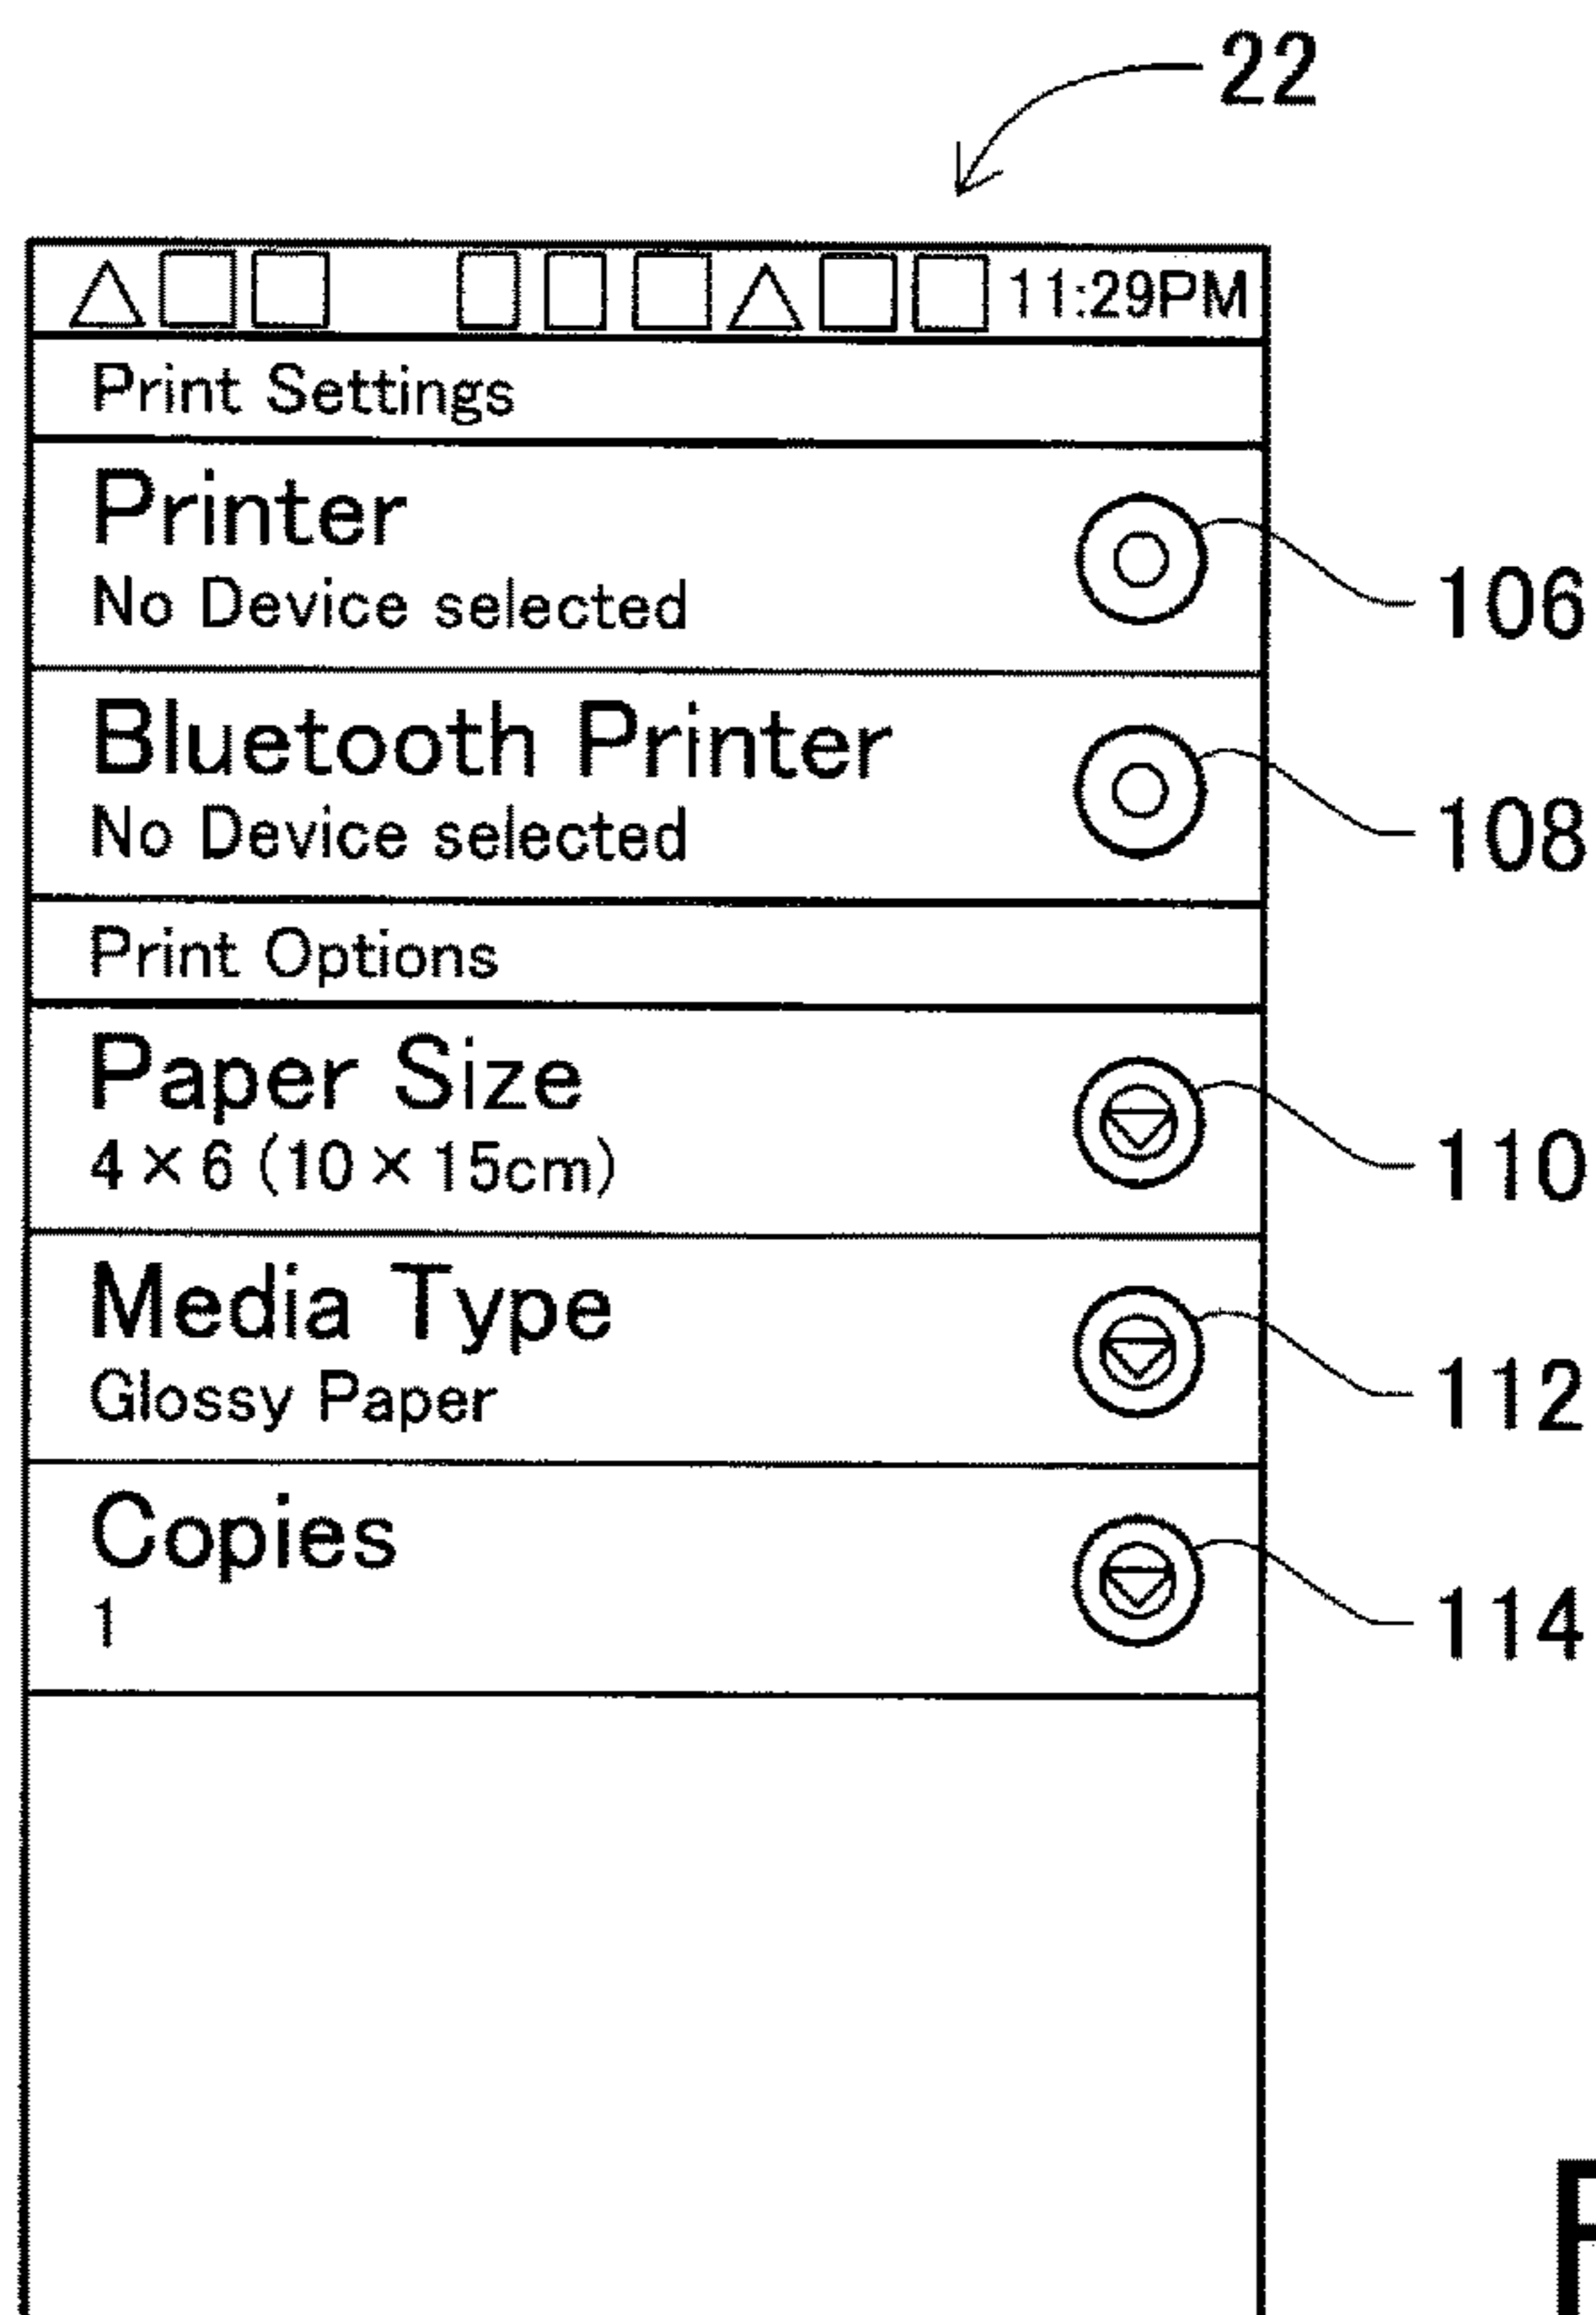 22
11:29PM
Print Settings
Printer
No Device selected
106
Bluetooth Printer
No Device selected
108
Print Options
Paper Size
4×6 (10×15cm)
110
Media Type
Glossy Paper
112
Copies
1
114